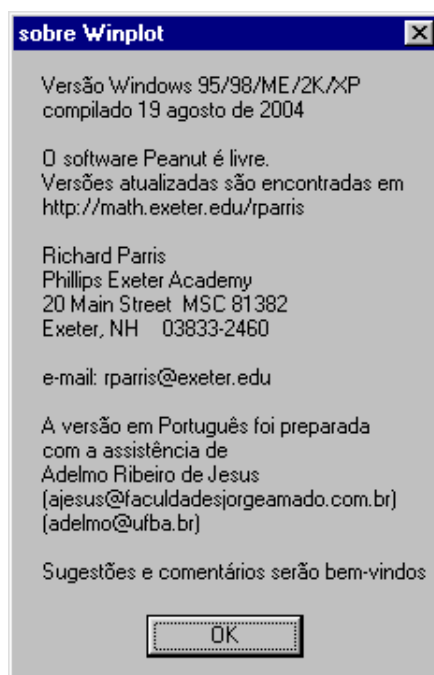 sobre Winplot
Versão Windows 95/98/ME/2K/XP
compilado 19 agosto de 2004
O software Peanut é livre.
Versões atualizadas são encontradas em
http://math.exeter.edu/rparris
Richard Parris
Phillips Exeter Academy
20 Main Street MSC 81382
Exeter, NH 03833-2460
e-mail: rparris@exeter.edu
A versão em Português foi preparada
com a assistência de
Adelmo Ribeiro de Jesus
(ajesus@faculdadesjorgeamado.com.br)
(adelmo@ufba.br)
Sugestões e comentários serão bem-vindos
OK